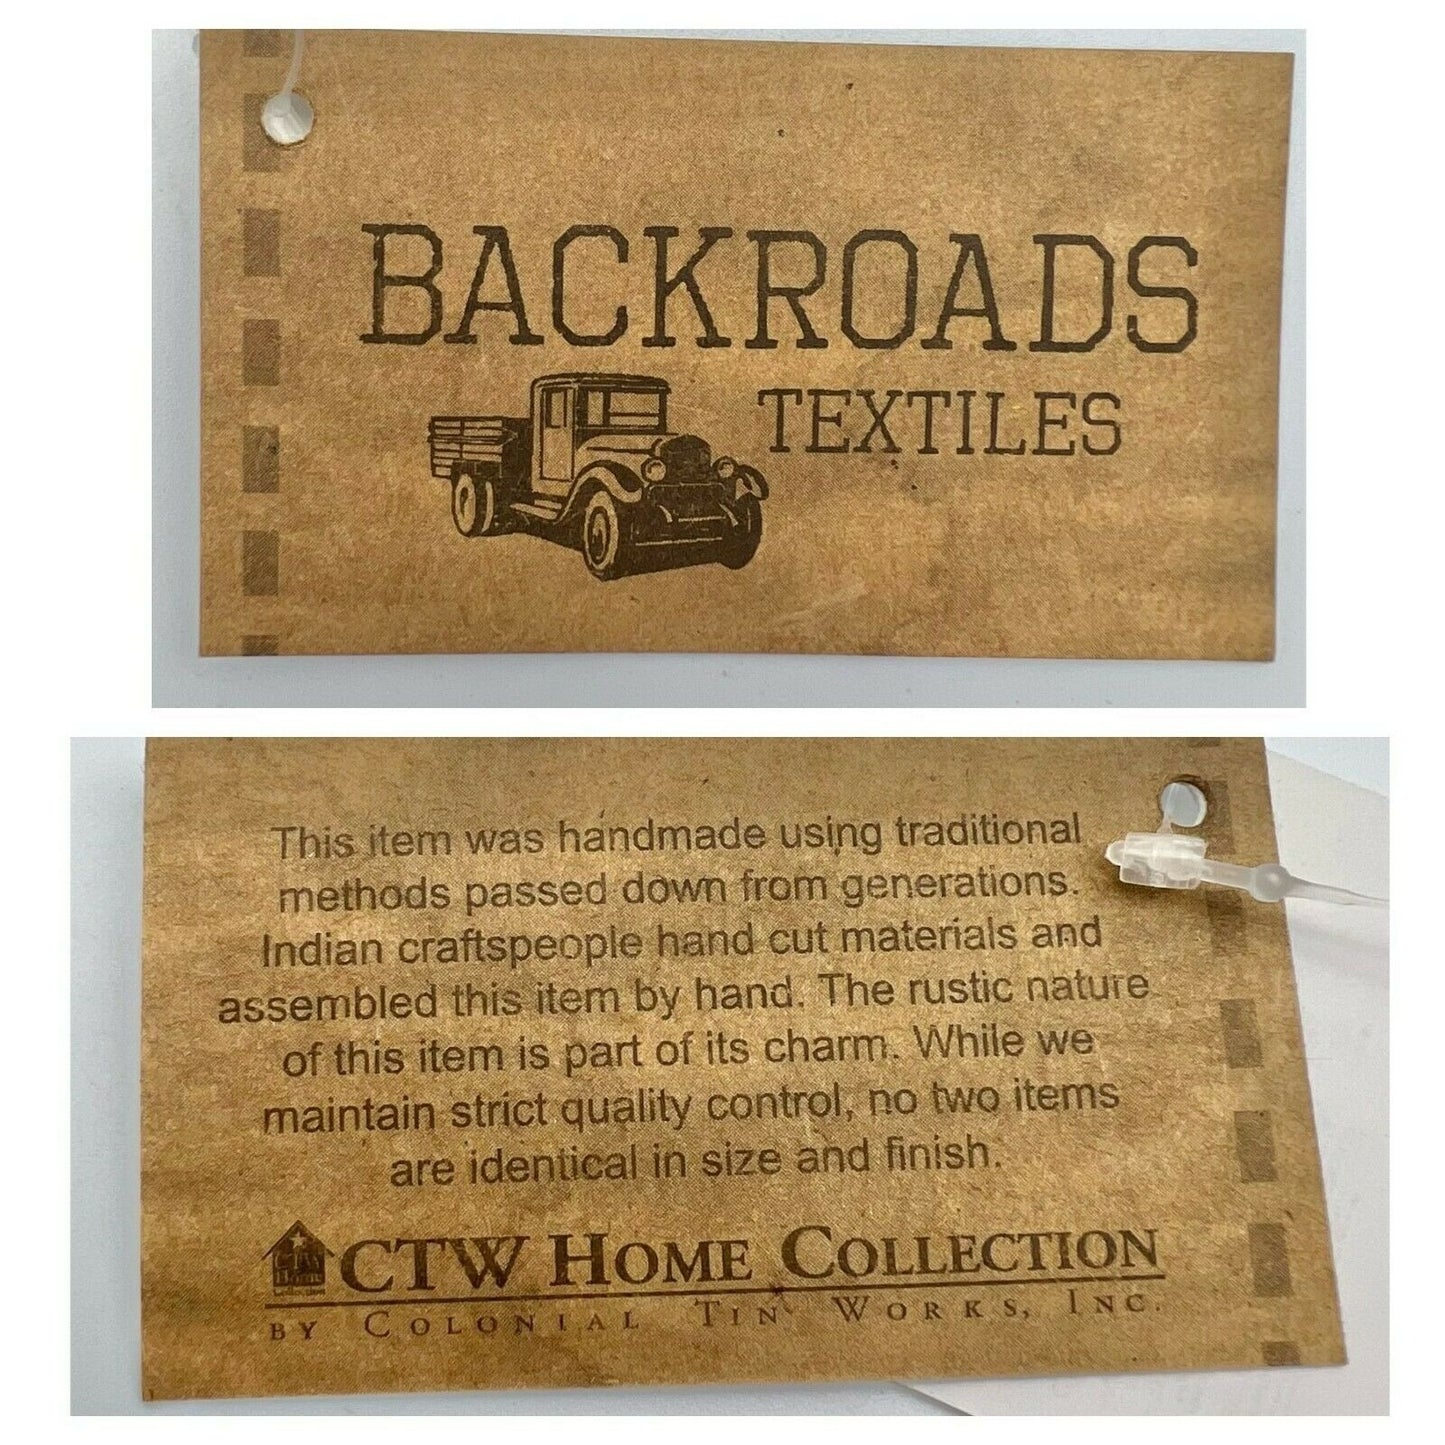 BACKROADS
TEXTILES
This item was handmade using traditional
methods passed down from generations.
Indian craftspeople hand cut materials and
assembled this item by hand. The rustic nature
of this item is part of its charm. While we
maintain strict quality control, no two items
are identical in size and finish.
CTW HOME COLLECTION
BY COLONIAL TIN WORKS, INC.